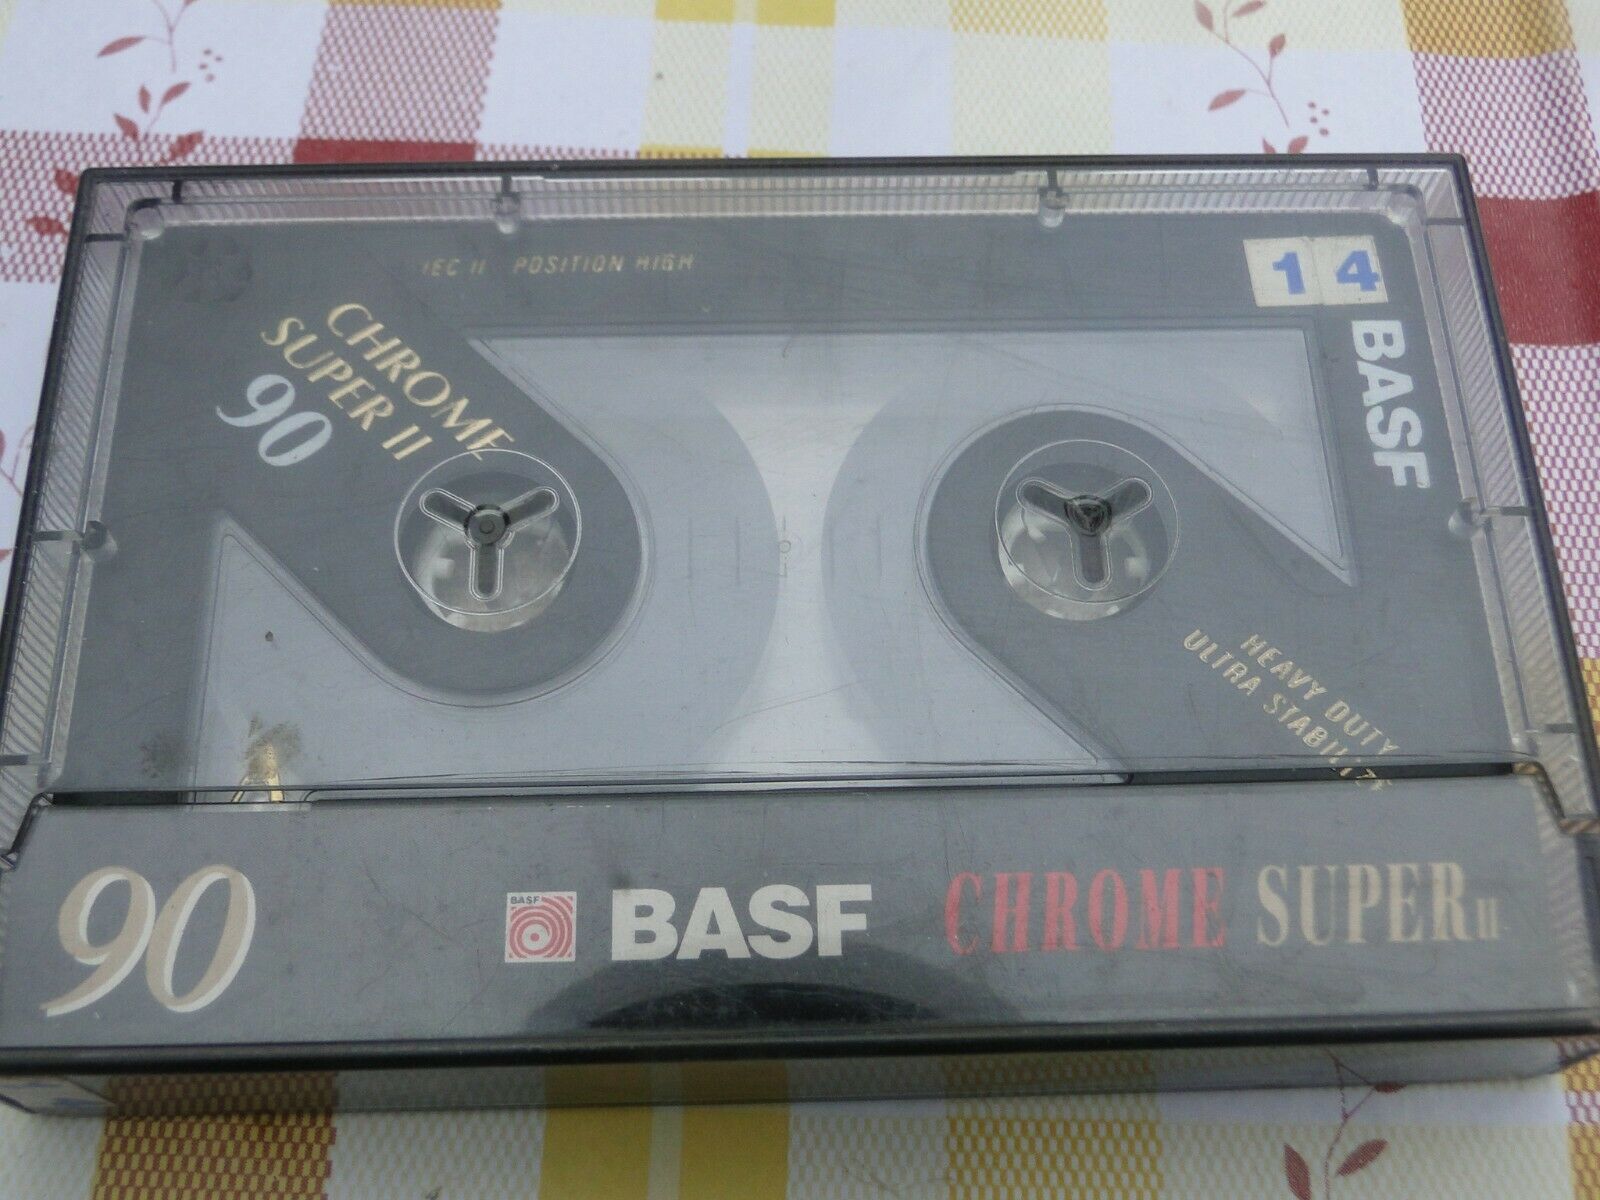 IEC II POSITION HIGH
14
BASF
CHROME
SUPER II
90
HEAVY DUTY
ULTRA STABILIZE
90
BASF
BASF
CHROME SUPER II